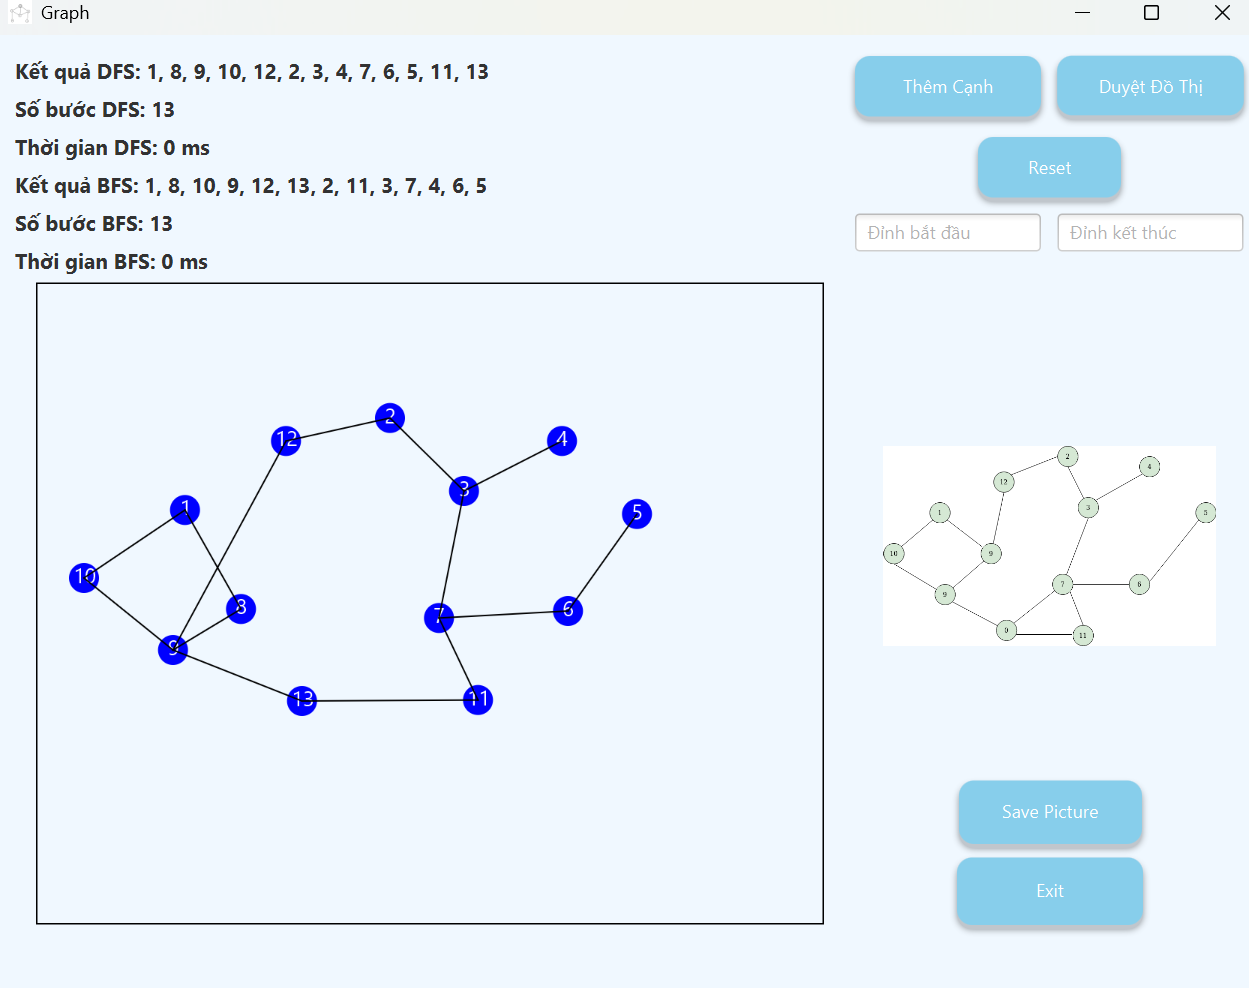 Graph
Kết quả DFS: 1, 8, 9, 10, 12, 2, 3, 4, 7, 6, 5, 11, 13
Số bước DFS: 13
Thời gian DFS: 0 ms
Kết quả BFS: 1, 8, 10, 9, 12, 13, 2, 11, 3, 7, 4, 6, 5
Số bước BFS: 13
Thời gian BFS: 0 ms
Thêm Cạnh
Duyệt Đồ Thị
Reset
Đỉnh bắt đầu
Đỉnh kết thúc
2
12
4
3
1
5
10
3
6
7
9
13
11
2
4
12
3
1
5
10
9
7
6
9
0
11
Save Picture
Exit